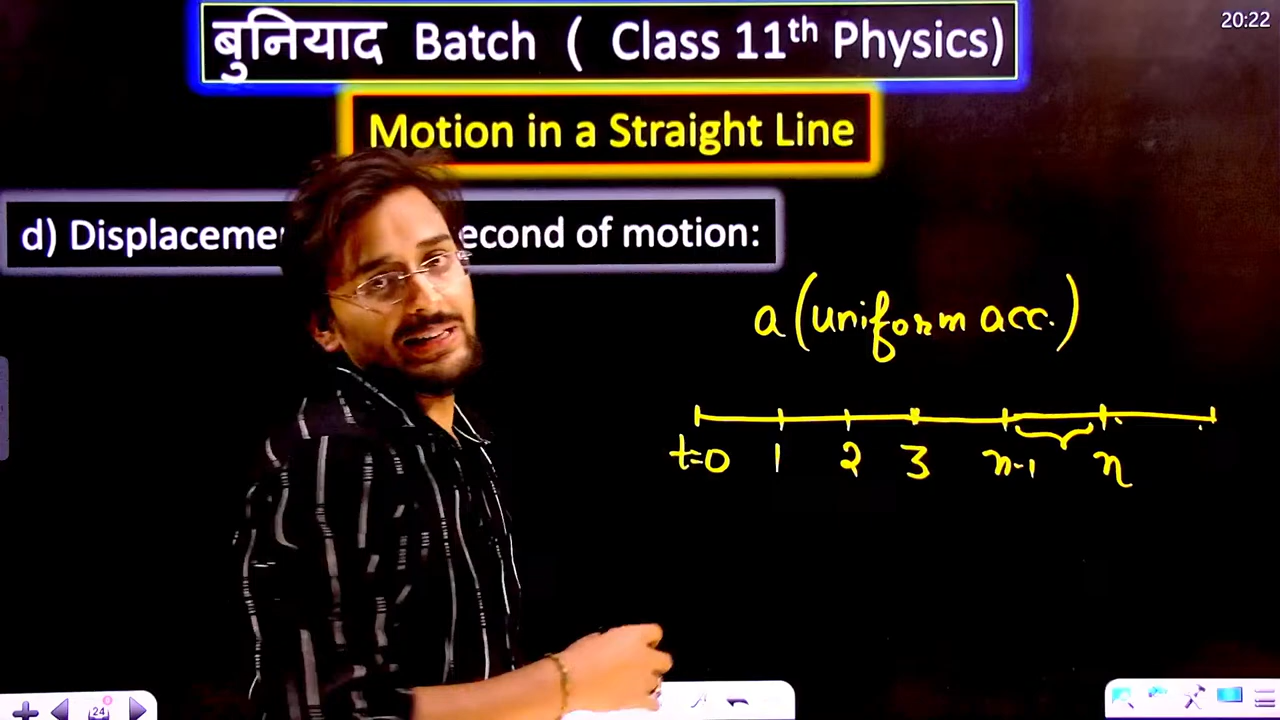 बुनियाद Batch ( Class 11th Physics)
20:22
Motion in a Straight Line
d) Displaceme econd of motion:
a (uniform acc.)
t=0 1 2 3 n-1 n
24